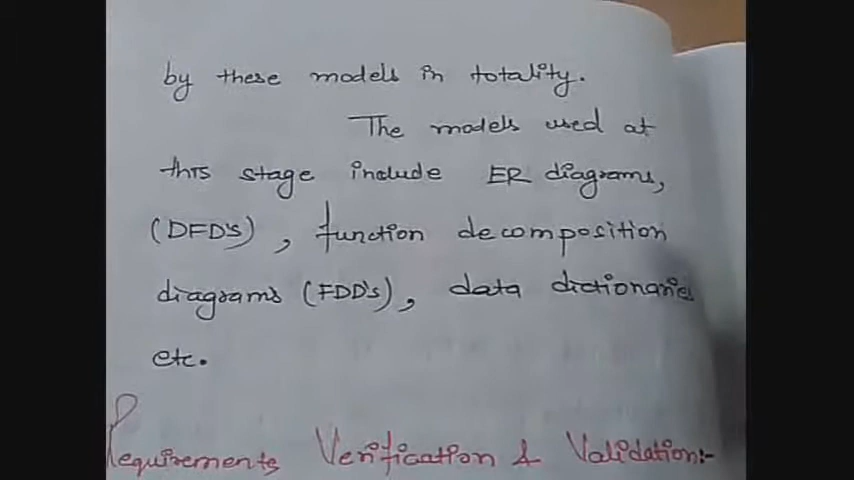 by these models in totality.
The models used at
this stage include ER diagrams,
(DFD's), function decomposition
diagrams (FDD's), data dictionaries
etc.
Requirements Verification & Validation:-